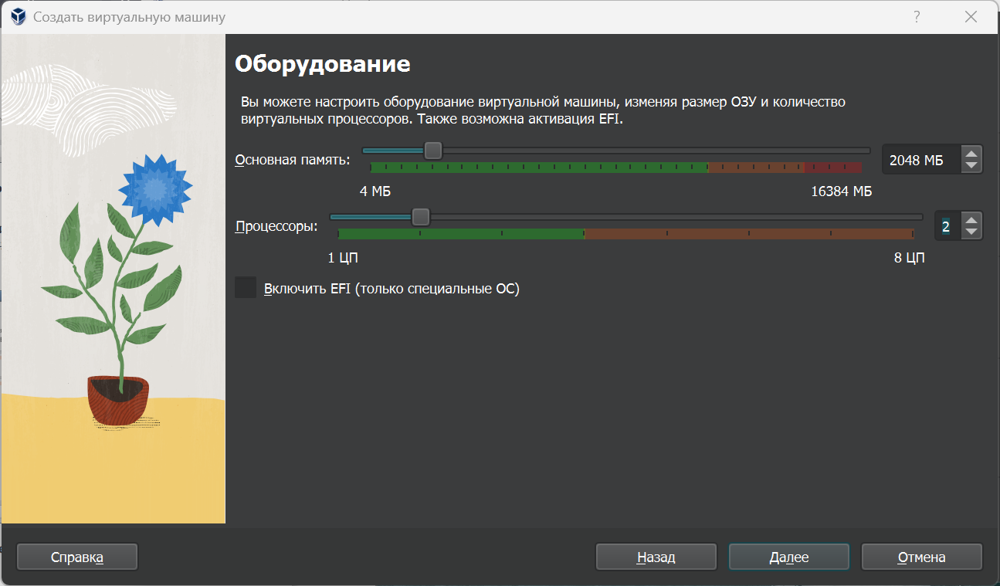 Создать виртуальную машину
?
Оборудование
Вы можете настроить оборудование виртуальной машины, изменяя размер ОЗУ и количество
виртуальных процессоров. Также возможна активация EFI.
Основная память:
2048 МБ
4 МБ
16384 МБ
Процессоры:
2
1 ЦП
8 ЦП
Включить EFI (только специальные ОС)
Справка
Назад
Далее
Отмена